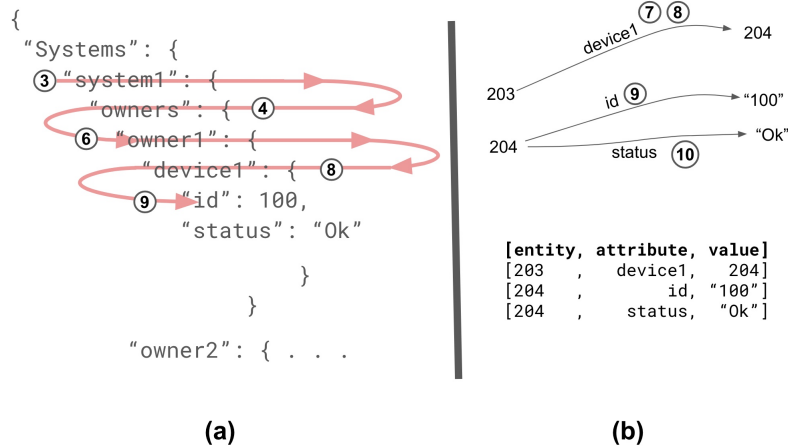 {
“Systems”: {
③ “system1”: {
“owners”: { ④
⑥ “owner1”: {
“device1”: { ⑧
⑨ “id”: 100,
“status”: “Ok”
}
}
“owner2”: { . . .
(a)
⑦ ⑧
device1
204
203
id ⑨
“100”
204
“Ok”
status ⑩
[entity, attribute, value]
[203 , device1, 204]
[204 , id, “100”]
[204 , status, “Ok”]
(b)